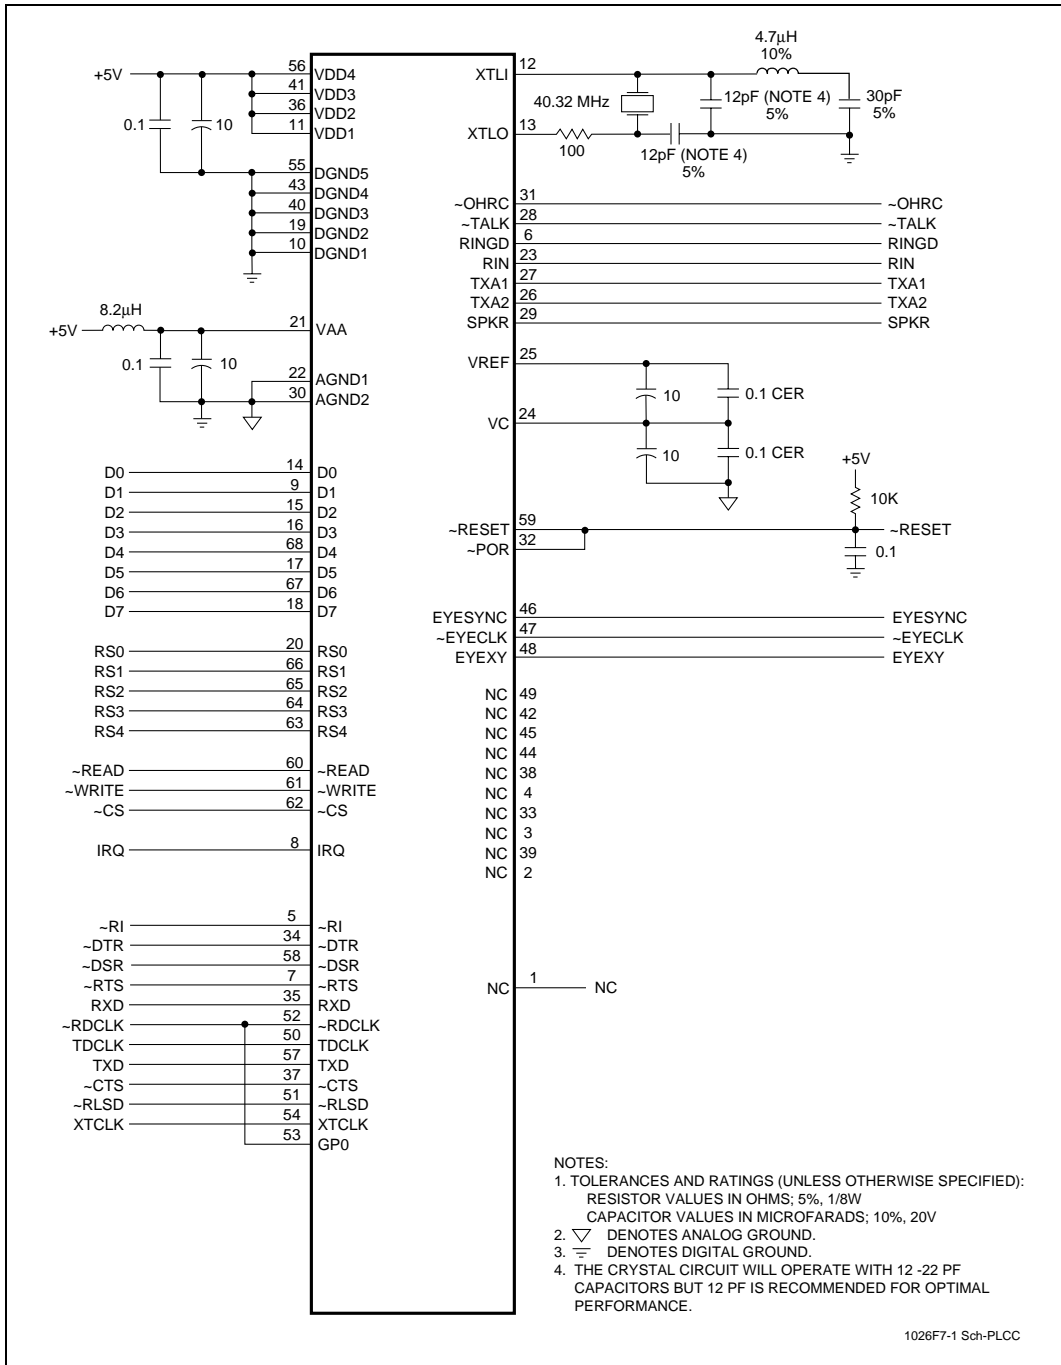 +5V
0.1
10
56 VDD4
41 VDD3
36 VDD2
11 VDD1
55 DGND5
43 DGND4
40 DGND3
19 DGND2
10 DGND1
8.2µH
+5V
0.1
10
21 VAA
22 AGND1
30 AGND2
D0 14 D0
D1 9 D1
D2 15 D2
D3 16 D3
D4 68 D4
D5 17 D5
D6 67 D6
D7 18 D7
RS0 20 RS0
RS1 66 RS1
RS2 65 RS2
RS3 64 RS3
RS4 63 RS4
~READ 60 ~READ
~WRITE 61 ~WRITE
~CS 62 ~CS
IRQ 8 IRQ
~RI 5 ~RI
~DTR 34 ~DTR
~DSR 58 ~DSR
~RTS 7 ~RTS
RXD 35 RXD
~RDCLK 52 ~RDCLK
TDCLK 50 TDCLK
TXD 57 TXD
~CTS 37 ~CTS
~RLSD 51 ~RLSD
XTCLK 54 XTCLK
53 GP0
XTLI 12
4.7µH
10%
40.32 MHz
12pF (NOTE 4)
5%
30pF
5%
XTLO 13
100
12pF (NOTE 4)
5%
~OHRC 31 ~OHRC
~TALK 28 ~TALK
RINGD 6 RINGD
RIN 23 RIN
TXA1 27 TXA1
TXA2 26 TXA2
SPKR 29 SPKR
VREF 25
10
0.1 CER
VC 24
10
0.1 CER
+5V
10K
~RESET 59 ~RESET
~POR 32
0.1
EYESYNC 46 EYESYNC
~EYECLK 47 ~EYECLK
EYEXY 48 EYEXY
NC 49
NC 42
NC 45
NC 44
NC 38
NC 4
NC 33
NC 3
NC 39
NC 2
NC 1 NC
NOTES:
1. TOLERANCES AND RATINGS (UNLESS OTHERWISE SPECIFIED):
RESISTOR VALUES IN OHMS; 5%, 1/8W
CAPACITOR VALUES IN MICROFARADS; 10%, 20V
2. DENOTES ANALOG GROUND.
3. DENOTES DIGITAL GROUND.
4. THE CRYSTAL CIRCUIT WILL OPERATE WITH 12 -22 PF
CAPACITORS BUT 12 PF IS RECOMMENDED FOR OPTIMAL
PERFORMANCE.
1026F7-1 Sch-PLCC